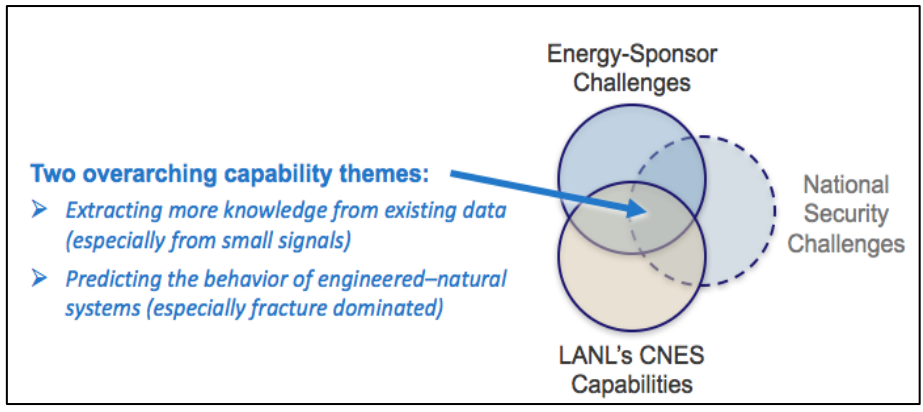 Energy-Sponsor
Challenges
Two overarching capability themes:
➢ Extracting more knowledge from existing data
(especially from small signals)
➢ Predicting the behavior of engineered–natural
systems (especially fracture dominated)
National
Security
Challenges
LANL's CNES
Capabilities